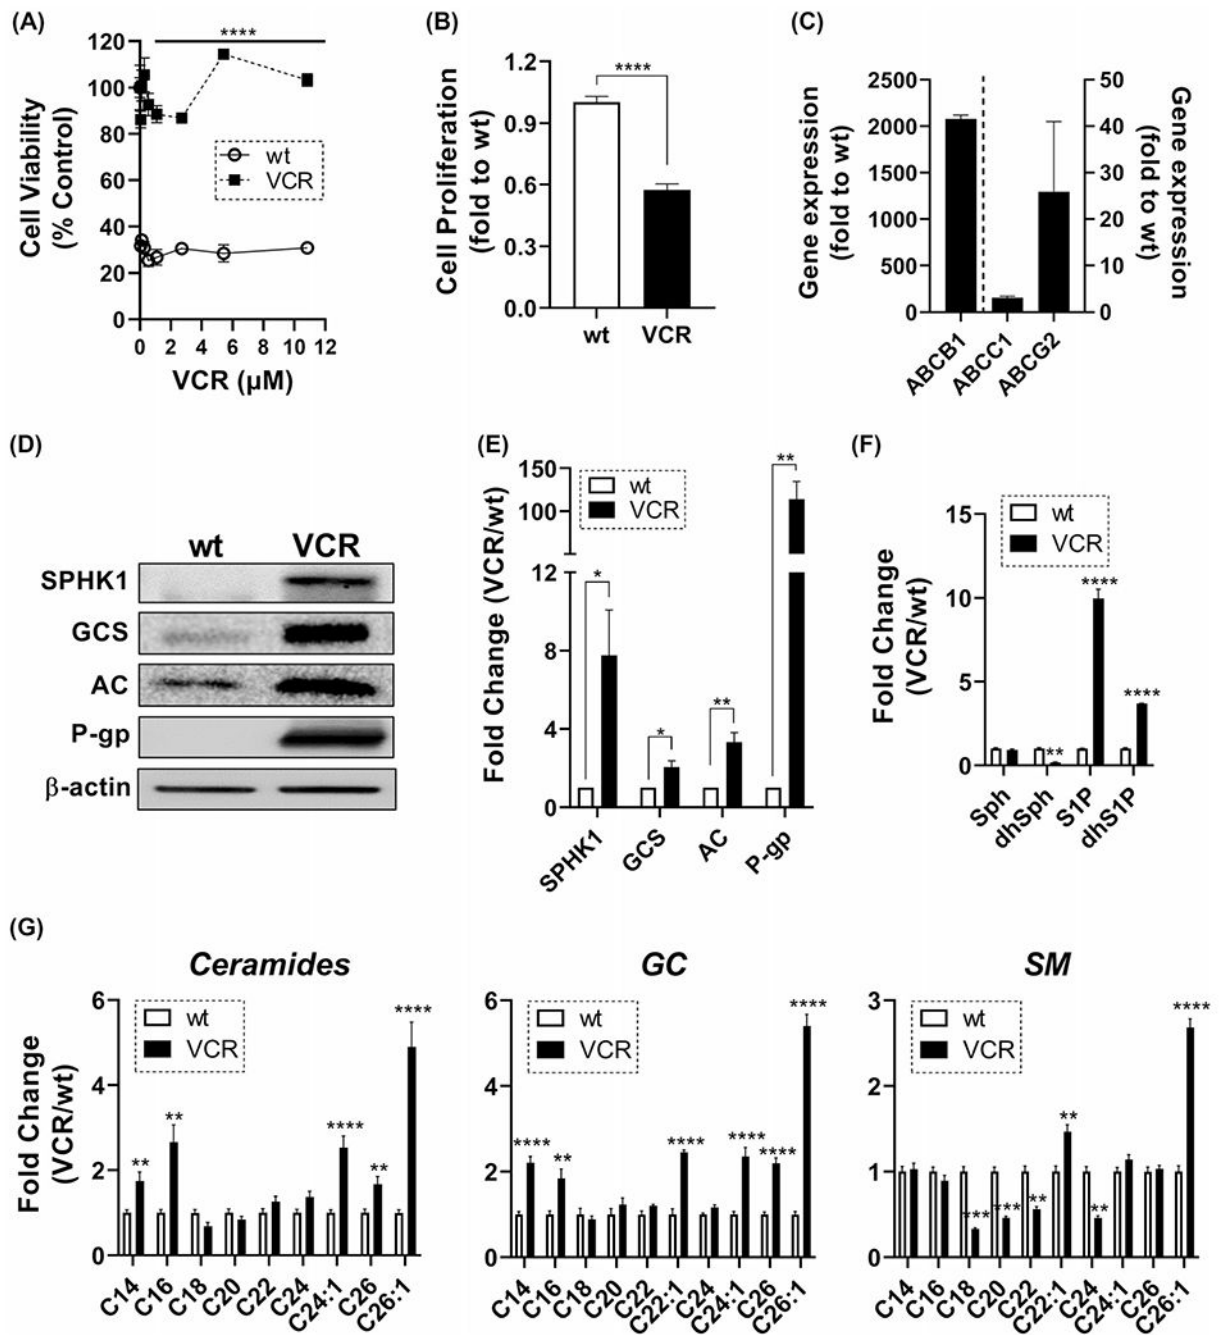 (A)
****
120
100
80
60
40
20
0
Cell Viability
(% Control)
wt
VCR
0 2 4 6 8 10 12
VCR (µM)
(B)
****
1.2
0.9
0.6
0.3
0.0
Cell Proliferation
(fold to wt)
wt VCR
(C)
2500
2000
1500
1000
500
0
Gene expression
(fold to wt)
50
40
30
20
10
0
Gene expression
(fold to wt)
ABCB1 ABCC1 ABCG2
(D)
wt VCR
SPHK1
GCS
AC
P-gp
β-actin
(E)
150
100
12
8
4
0
Fold Change (VCR/wt)
wt
VCR
* * ** **
SPHK1 GCS AC P-gp
(F)
wt
VCR
15
10
5
0
Fold Change
(VCR/wt)
** **** ****
Sph dhSph S1P dhS1P
(G)
Ceramides
6
4
2
0
Fold Change
(VCR/wt)
wt
VCR
** ** **** ** ****
C14 C16 C18 C20 C22 C24 C24:1 C26 C26:1
GC
6
4
2
0
wt
VCR
**** ** **** **** **** ****
C14 C16 C18 C20 C22 C22:1 C24 C24:1 C26 C26:1
SM
3
2
1
0
wt
VCR
*** *** ** ** ** ****
C14 C16 C18 C20 C22 C22:1 C24 C24:1 C26 C26:1